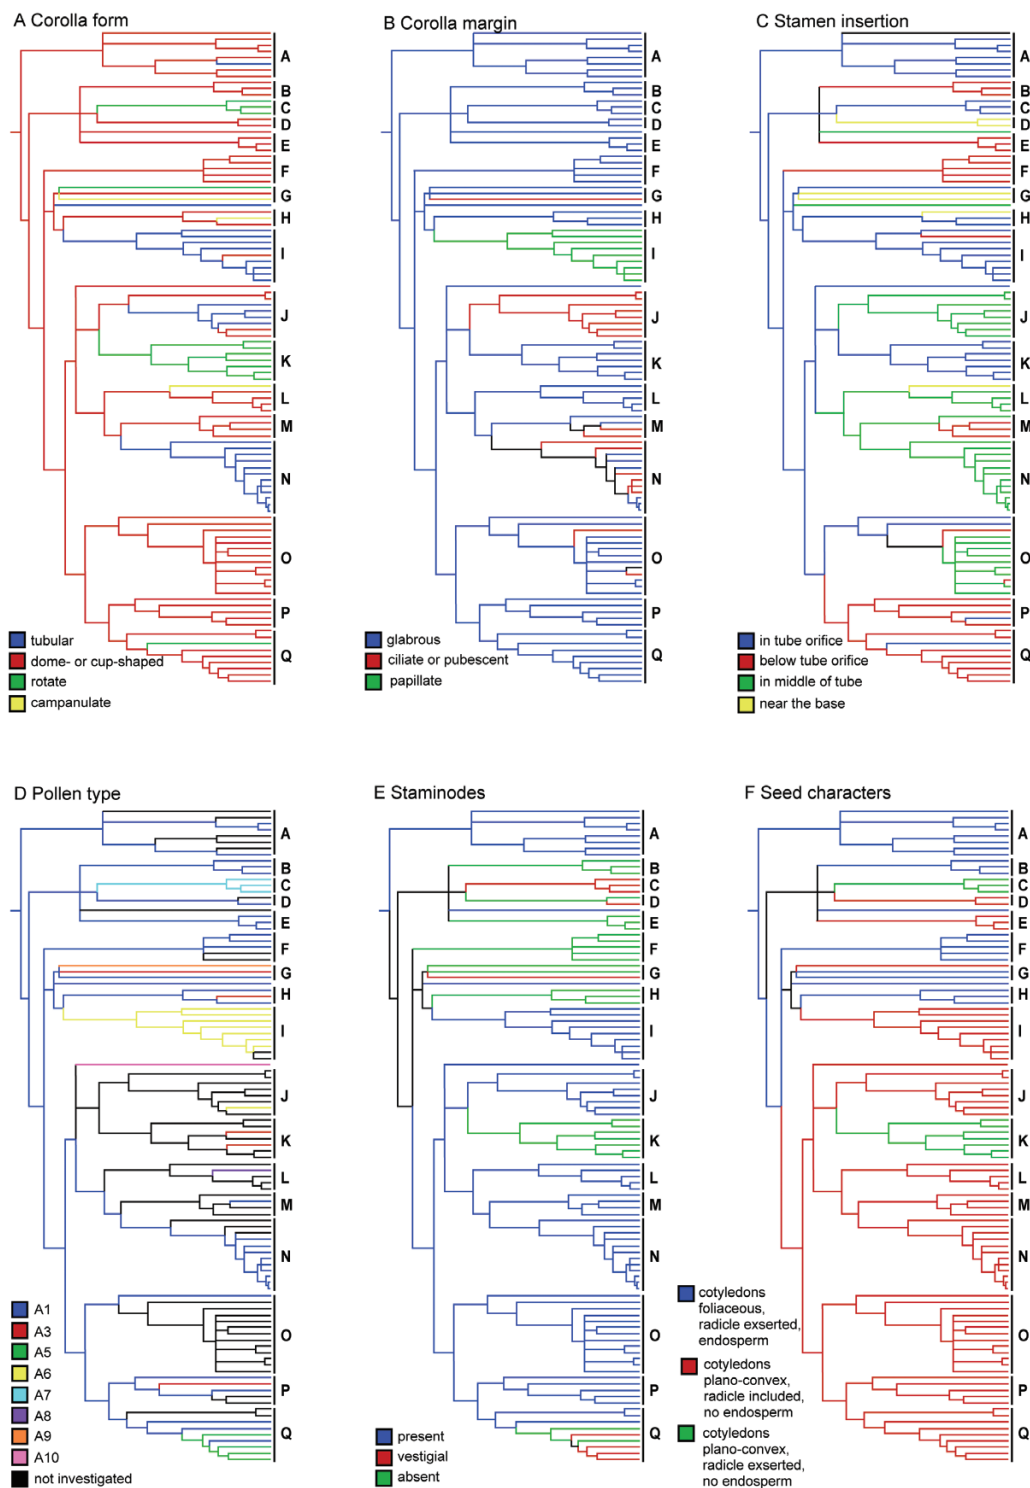 A Corolla form
A
B
C
D
E
F
G
H
I
J
K
L
M
N
O
P
Q
tubular
dome- or cup-shaped
rotate
campanulate
B Corolla margin
A
B
C
D
E
F
G
H
I
J
K
L
M
N
O
P
Q
glabrous
ciliate or pubescent
papillate
C Stamen insertion
A
B
C
D
E
F
G
H
I
J
K
L
M
N
O
P
Q
in tube orifice
below tube orifice
in middle of tube
near the base
D Pollen type
A
B
C
D
E
F
G
H
I
J
K
L
M
N
O
P
Q
A1
A3
A5
A6
A7
A8
A9
A10
not investigated
E Staminodes
A
B
C
D
E
F
G
H
I
J
K
L
M
N
O
P
Q
present
vestigial
absent
F Seed characters
A
B
C
D
E
F
G
H
I
J
K
L
M
N
O
P
Q
cotyledons
foliaceous,
radicle exserted,
endosperm
cotyledons
plano-convex,
radicle included,
no endosperm
cotyledons
plano-convex,
radicle exserted,
no endosperm